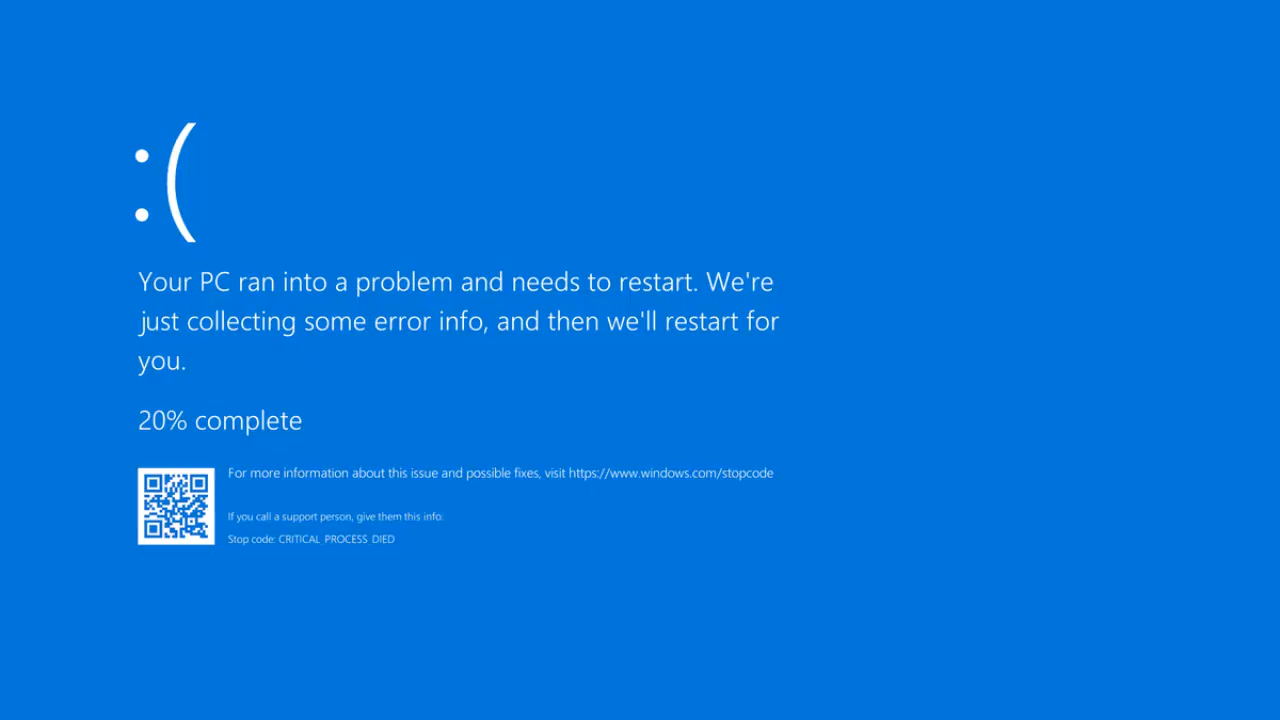 :(
Your PC ran into a problem and needs to restart. We're
just collecting some error info, and then we'll restart for
you.
20% complete
For more information about this issue and possible fixes, visit https://www.windows.com/stopcode
If you call a support person, give them this info:
Stop code: CRITICAL_PROCESS_DIED